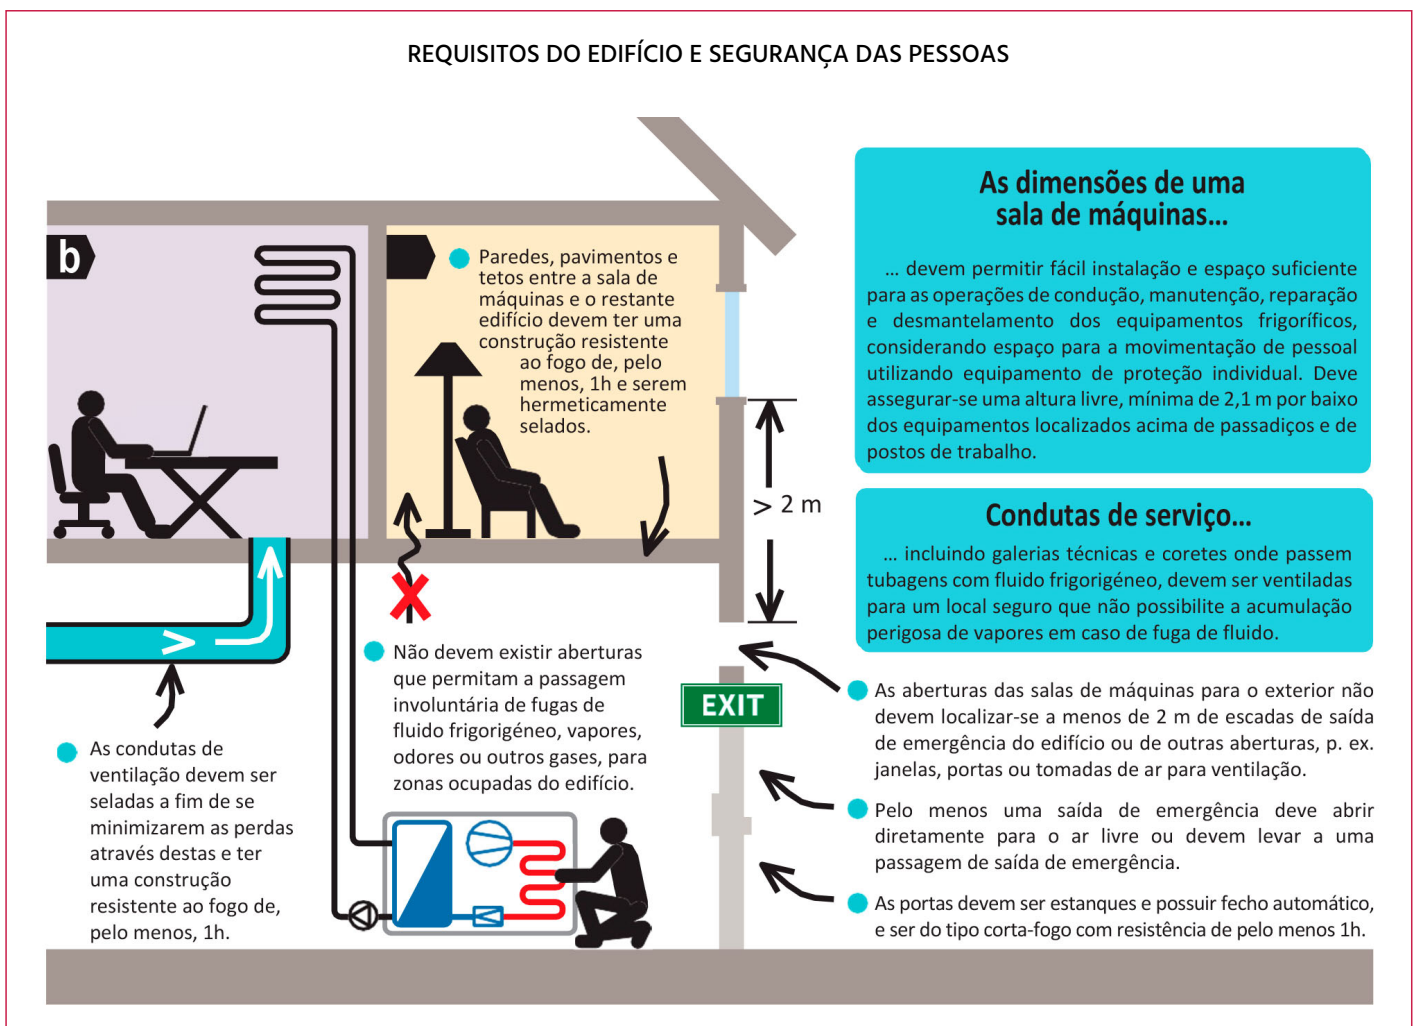 REQUISITOS DO EDIFÍCIO E SEGURANÇA DAS PESSOAS
b
Paredes, pavimentos e
tetos entre a sala de
máquinas e o restante
edifício devem ter uma
construção resistente
ao fogo de, pelo
menos, 1h e serem
hermeticamente
selados.
> 2 m
As dimensões de uma
sala de máquinas...
... devem permitir fácil instalação e espaço suficiente
para as operações de condução, manutenção, reparação
e desmantelamento dos equipamentos frigoríficos,
considerando espaço para a movimentação de pessoal
utilizando equipamento de proteção individual. Deve
assegurar-se uma altura livre, mínima de 2,1 m por baixo
dos equipamentos localizados acima de passadiços e de
postos de trabalho.
Condutas de serviço...
... incluindo galerias técnicas e coretes onde passem
tubagens com fluido frigorigéneo, devem ser ventiladas
para um local seguro que não possibilite a acumulação
perigosa de vapores em caso de fuga de fluido.
Não devem existir aberturas
que permitam a passagem
involuntária de fugas de
fluido frigorigéneo, vapores,
odores ou outros gases, para
zonas ocupadas do edifício.
EXIT
As condutas de
ventilação devem ser
seladas a fim de se
minimizarem as perdas
através destas e ter
uma construção
resistente ao fogo de,
pelo menos, 1h.
As aberturas das salas de máquinas para o exterior não
devem localizar-se a menos de 2 m de escadas de saída
de emergência do edifício ou de outras aberturas, p. ex.
janelas, portas ou tomadas de ar para ventilação.
Pelo menos uma saída de emergência deve abrir
diretamente para o ar livre ou devem levar a uma
passagem de saída de emergência.
As portas devem ser estanques e possuir fecho automático,
e ser do tipo corta-fogo com resistência de pelo menos 1h.